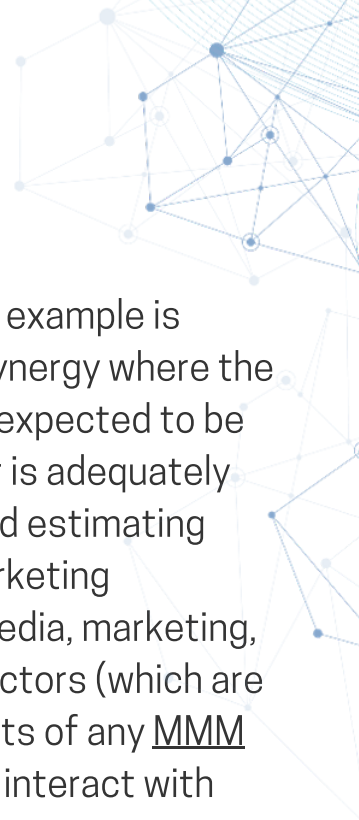 example is
ynergy where the
expected to be
is adequately
d estimating
rketing
edia, marketing,
ctors (which are
ts of any MMM
interact with